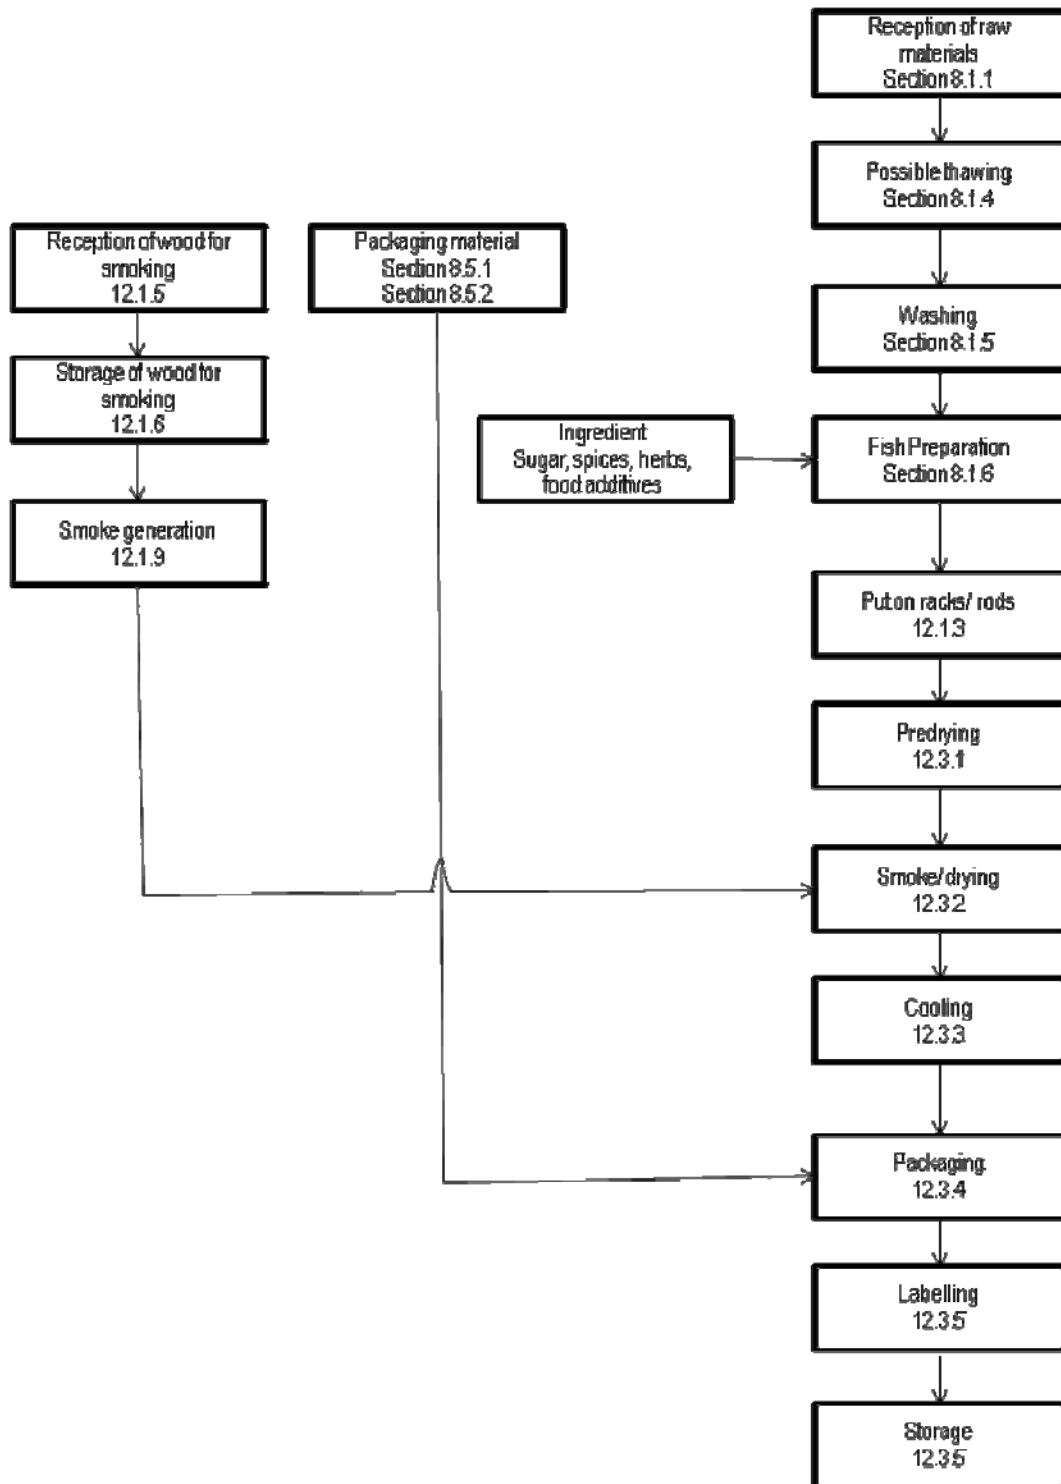 Reception of raw
materials
Section 8.1.1
Possible thawing
Section 8.1.4
Reception of wood for
smoking
12.1.5
Packaging material
Section 8.5.1
Section 8.5.2
Washing
Section 8.1.5
Storage of wood for
smoking
12.1.6
Ingredient
Sugar, spices, herbs,
food additives
Fish Preparation
Section 8.1.6
Smoke generation
12.1.9
Put on racks/ rods
12.1.3
Predrying
12.3.1
Smoke/ drying
12.3.2
Cooling
12.3.3
Packaging
12.3.4
Labelling
12.3.5
Storage
12.3.5